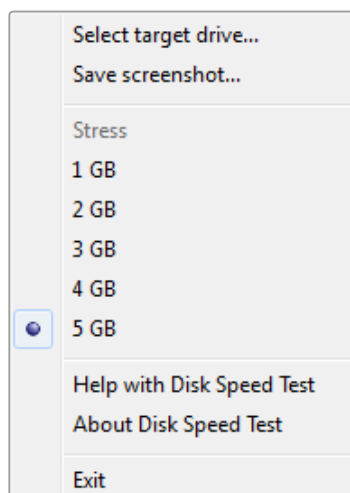 Select target drive...
Save screenshot...
Stress
1 GB
2 GB
3 GB
4 GB
5 GB
Help with Disk Speed Test
About Disk Speed Test
Exit